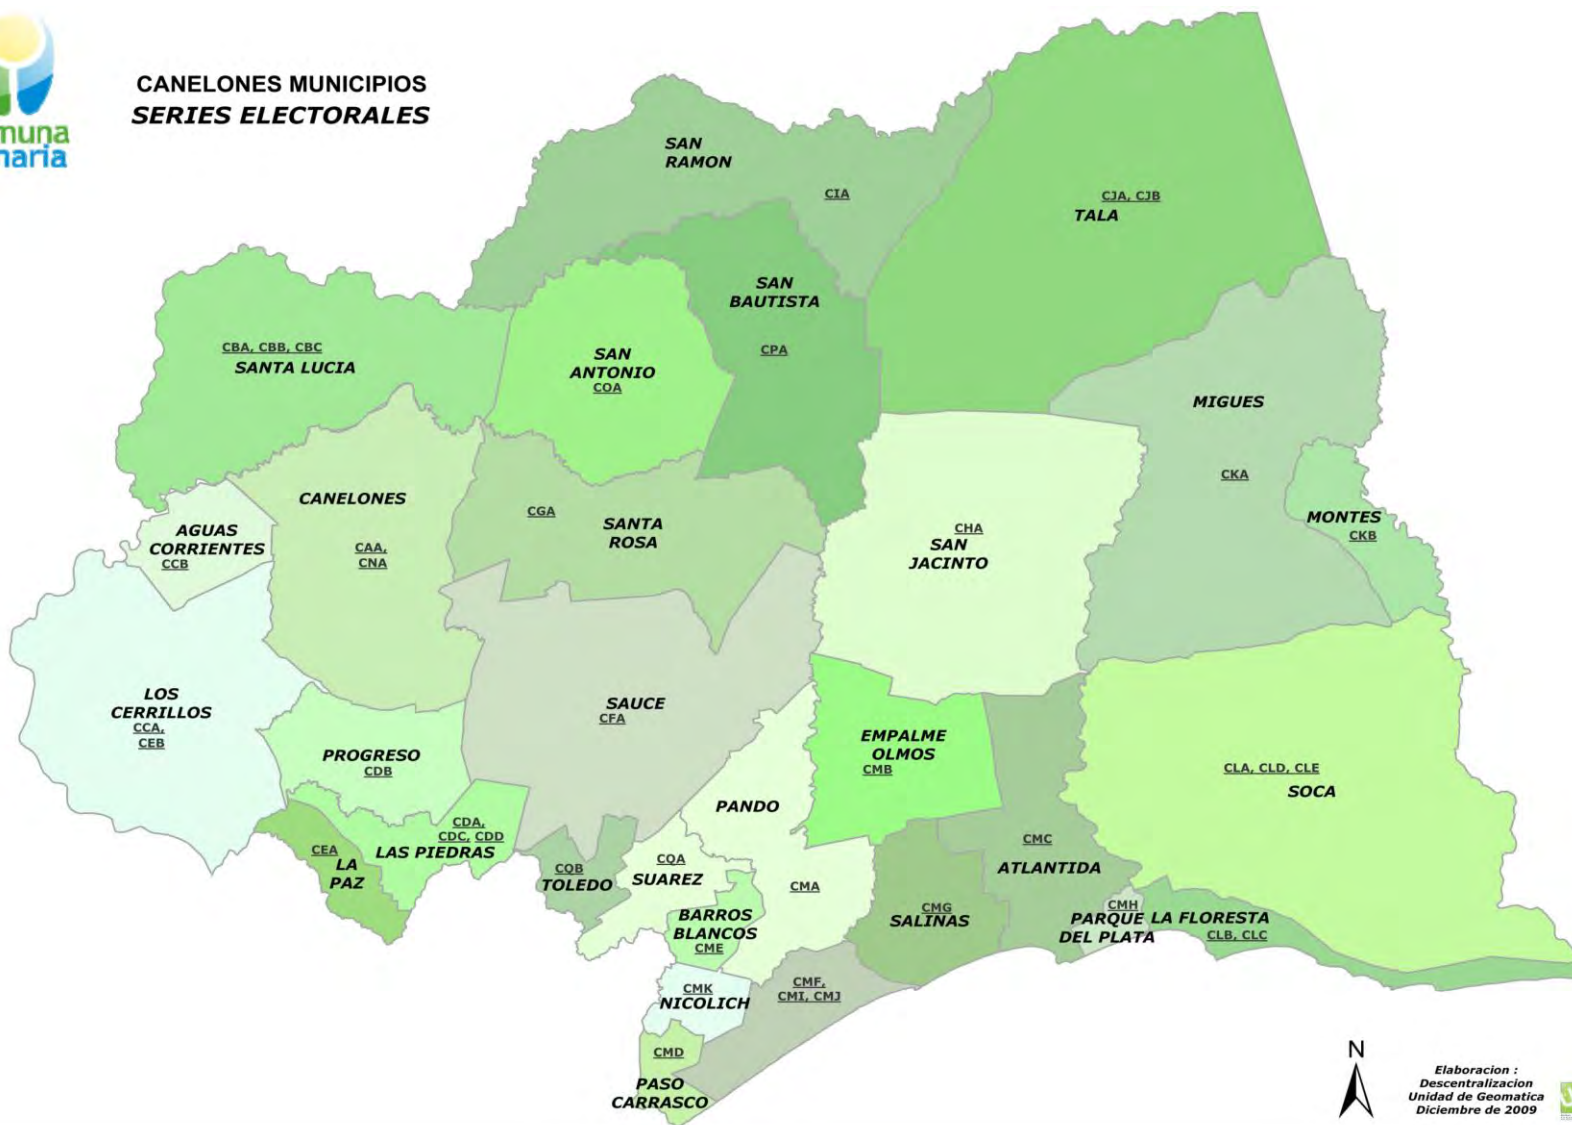 CANELONES MUNICIPIOS
SERIES ELECTORALES
muna
naria
SAN
RAMON
CIA
CJA, CJB
TALA
SAN
BAUTISTA
CPA
CBA, CBB, CBC
SANTA LUCIA
SAN
ANTONIO
COA
MIGUES
CKA
CANELONES
CAA,
CNA
CGA
SANTA
ROSA
AGUAS
CORRIENTES
CCB
CHA
SAN
JACINTO
MONTES
CKB
LOS
CERRILLOS
CCA,
CEB
SAUCE
CFA
PROGRESO
CDB
EMPALME
OLMOS
CMB
CLA, CLD, CLE
SOCA
PANDO
CMA
CDA,
CDC, CDD
LAS PIEDRAS
CEA
LA
PAZ
CQB
TOLEDO
CQA
SUAREZ
CMC
ATLANTIDA
BARROS
BLANCOS
CME
CMG
SALINAS
CMH
PARQUE
DEL PLATA
LA FLORESTA
CLB, CLC
CMK
NICOLICH
CMF,
CMI, CMJ
CMD
PASO
CARRASCO
N
Elaboracion :
Descentralizacion
Unidad de Geomatica
Diciembre de 2009